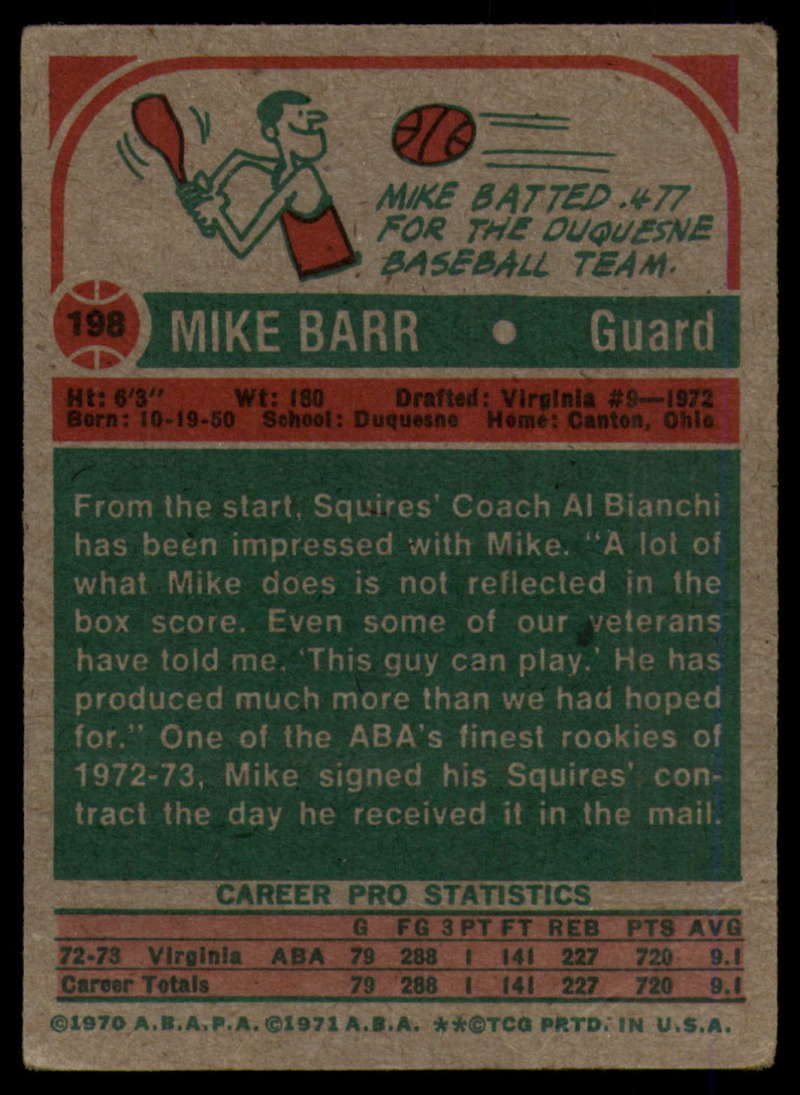 MIKE BATTED .477
FOR THE DUQUESNE
BASEBALL TEAM.
198 MIKE BARR • Guard
Ht: 6'3" Wt: 180 Drafted: Virginia #9—1972
Born: 10-19-50 School: Duquesne Home: Canton, Ohio
From the start, Squires' Coach Al Bianchi
has been impressed with Mike. "A lot of
what Mike does is not reflected in the
box score. Even some of our veterans
have told me, 'This guy can play.' He has
produced much more than we had hoped
for." One of the ABA's finest rookies of
1972-73, Mike signed his Squires' con-
tract the day he received it in the mail.
CAREER PRO STATISTICS
G FG 3PT FT REB PTS AVG
72-73 Virginia ABA 79 288 1 141 227 720 9.1
Career Totals 79 288 1 141 227 720 9.1
©1970 A.B.A.P.A. ©1971 A.B.A. **©TCG PRTD. IN U.S.A.